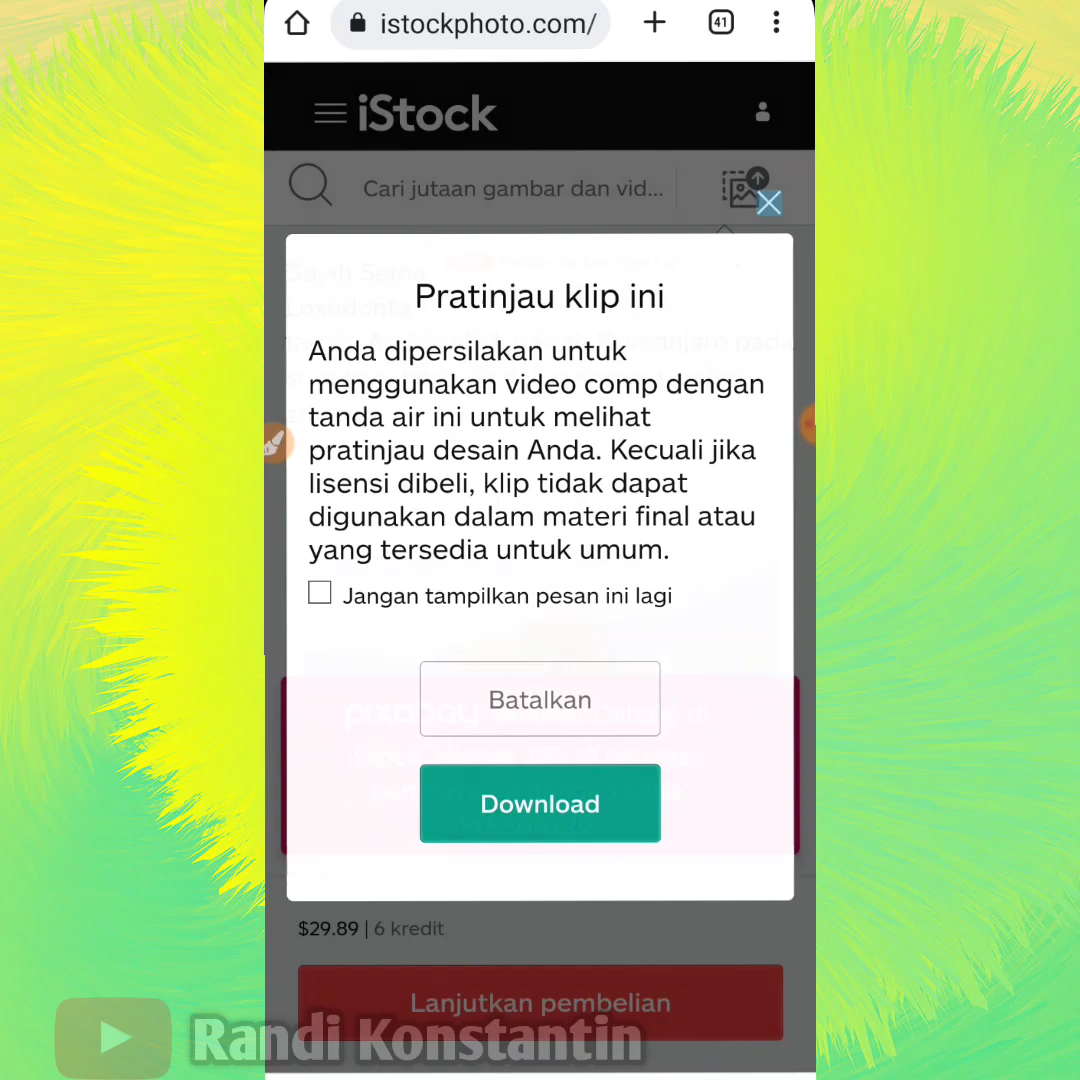 istockphoto.com/
41
iStock
Cari jutaan gambar dan vid...
Pratinjau klip ini
Anda dipersilakan untuk
menggunakan video comp dengan
tanda air ini untuk melihat
pratinjau desain Anda. Kecuali jika
lisensi dibeli, klip tidak dapat
digunakan dalam materi final atau
yang tersedia untuk umum.
Jangan tampilkan pesan ini lagi
Batalkan
Download
$29.89 | 6 kredit
Lanjutkan pembelian
Randi Konstantin